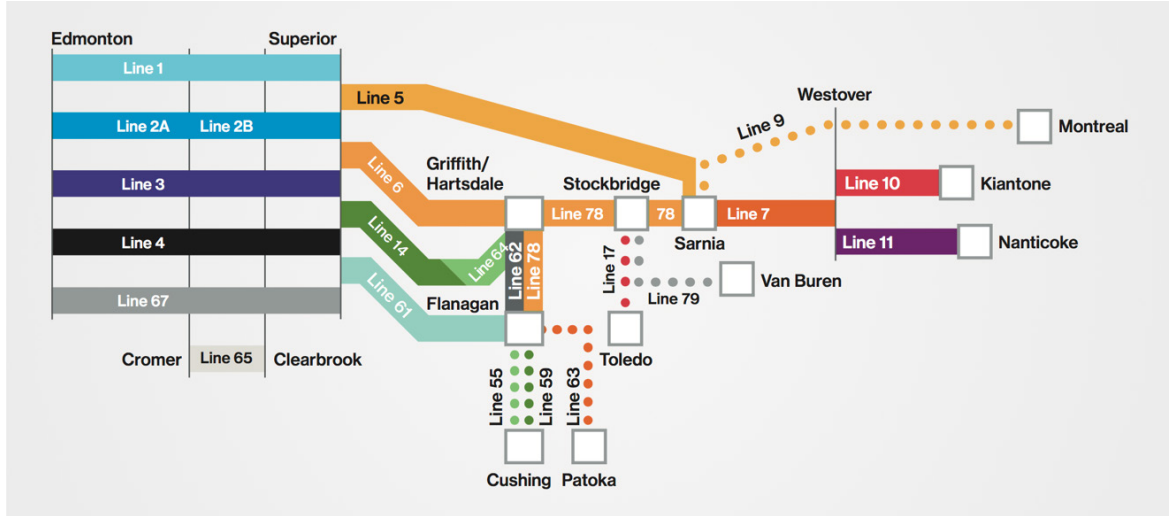 Edmonton
Superior
Line 1
Line 5
Line 2A
Line 2B
Line 3
Line 4
Line 67
Cromer
Line 65
Clearbrook
Line 6
Line 14
Line 64
Line 61
Griffith/
Hartsdale
Line 62
Line 78
Flanagan
Line 78
Stockbridge
78
Sarnia
Line 7
Line 9
Westover
Montreal
Line 10
Kiantone
Line 11
Nanticoke
Line 17
Line 79
Van Buren
Toledo
Line 55
Line 59
Line 63
Cushing
Patoka